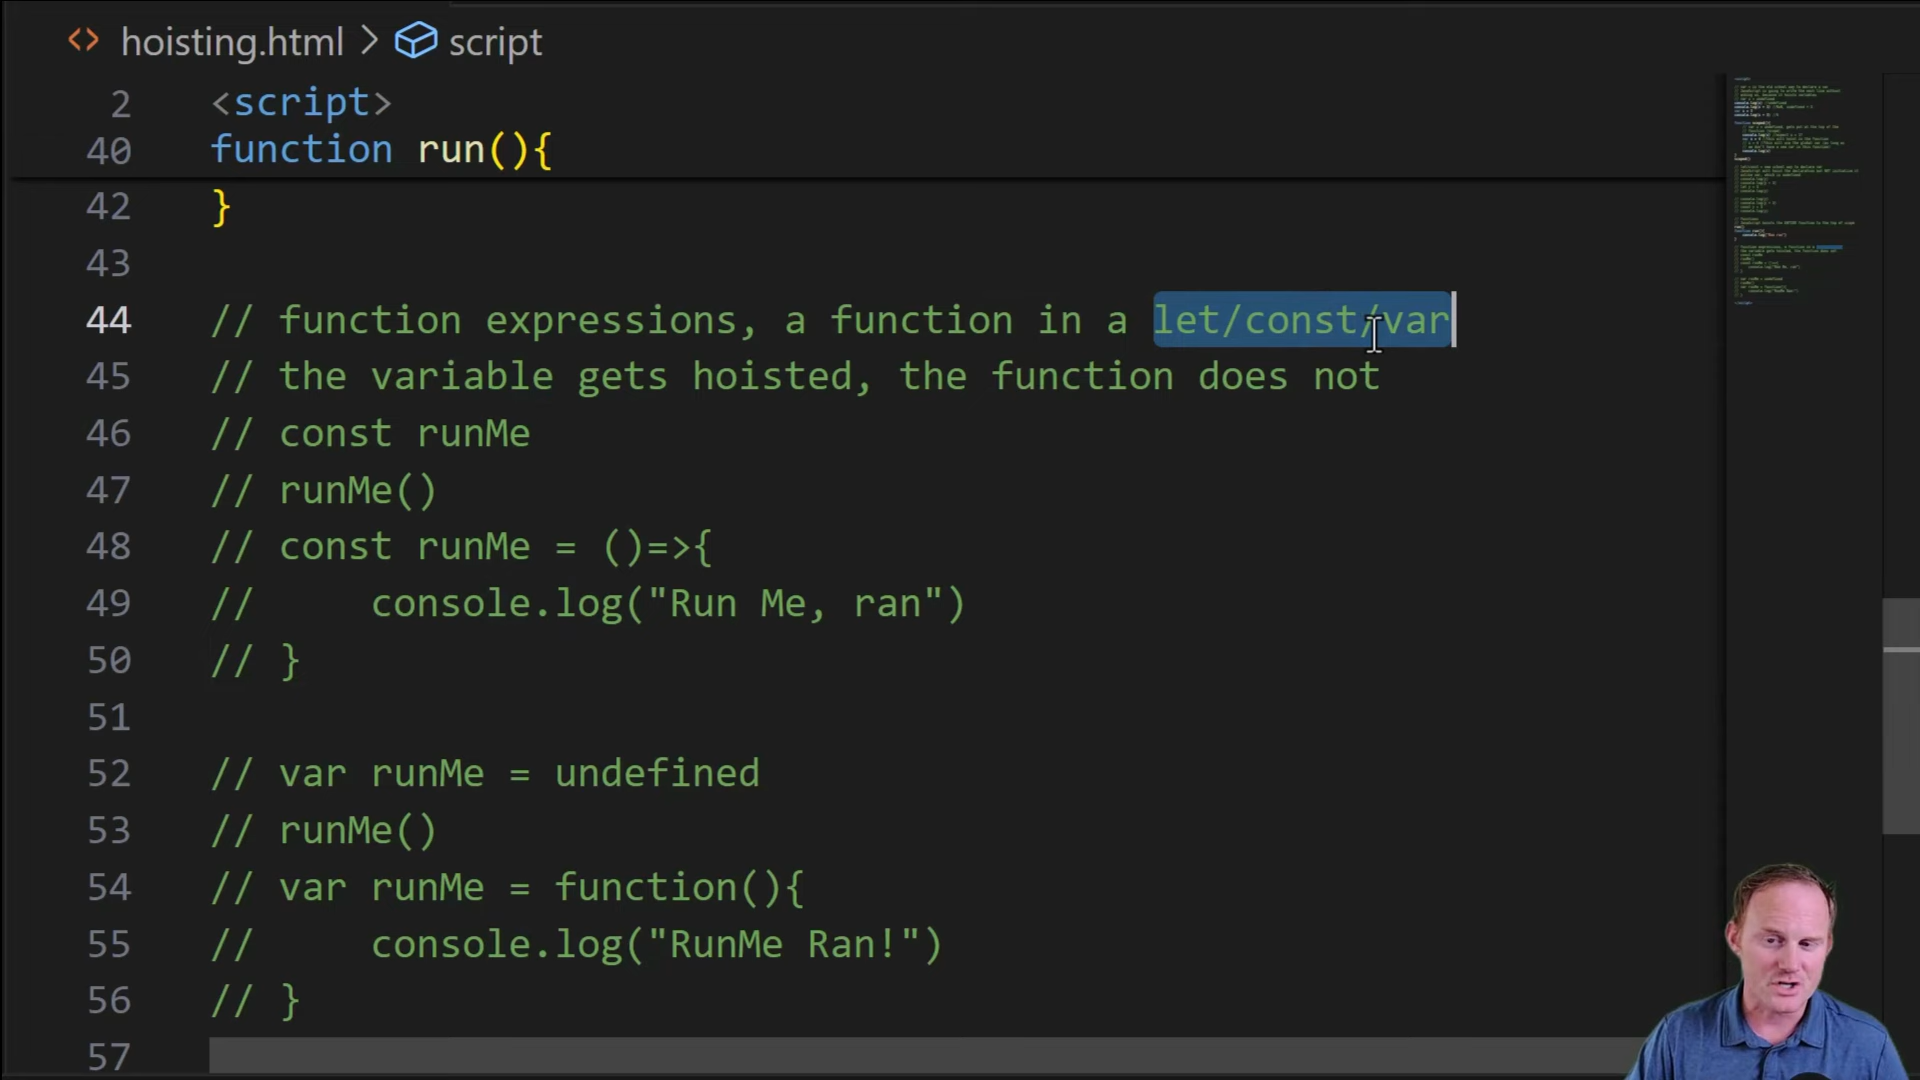 hoisting.html > script
2 <script>
40 function run(){
42 }
43
44 // function expressions, a function in a let/const/var
45 // the variable gets hoisted, the function does not
46 // const runMe
47 // runMe()
48 // const runMe = ()=>{
49 //     console.log("Run Me, ran")
50 // }
51
52 // var runMe = undefined
53 // runMe()
54 // var runMe = function(){
55 //     console.log("RunMe Ran!")
56 // }
57